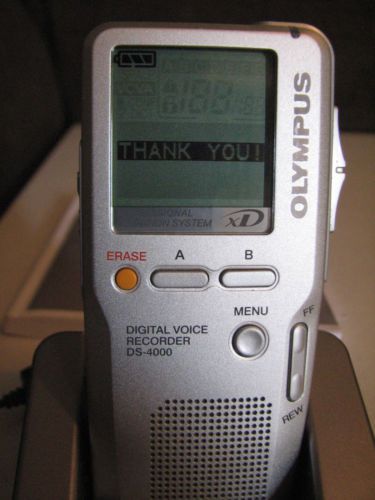 THANK YOU!
xD
OLYMPUS
ERASE
A
B
MENU
FF
REW
DIGITAL VOICE
RECORDER
DS-4000